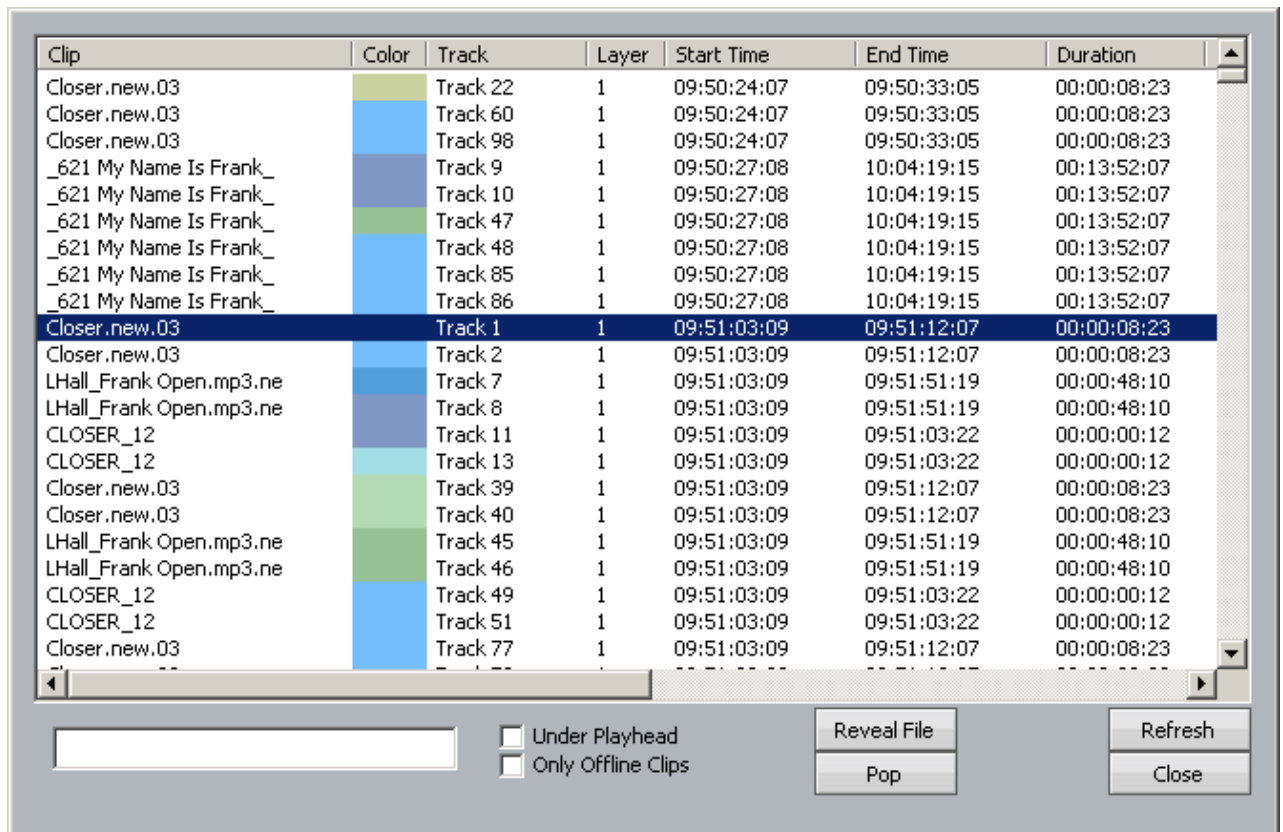 Clip Color Track Layer Start Time End Time Duration
Closer.new.03 Track 22 1 09:50:24:07 09:50:33:05 00:00:08:23
Closer.new.03 Track 60 1 09:50:24:07 09:50:33:05 00:00:08:23
Closer.new.03 Track 98 1 09:50:24:07 09:50:33:05 00:00:08:23
_621 My Name Is Frank_ Track 9 1 09:50:27:08 10:04:19:15 00:13:52:07
_621 My Name Is Frank_ Track 10 1 09:50:27:08 10:04:19:15 00:13:52:07
_621 My Name Is Frank_ Track 47 1 09:50:27:08 10:04:19:15 00:13:52:07
_621 My Name Is Frank_ Track 48 1 09:50:27:08 10:04:19:15 00:13:52:07
_621 My Name Is Frank_ Track 85 1 09:50:27:08 10:04:19:15 00:13:52:07
_621 My Name Is Frank_ Track 86 1 09:50:27:08 10:04:19:15 00:13:52:07
Closer.new.03 Track 1 1 09:51:03:09 09:51:12:07 00:00:08:23
Closer.new.03 Track 2 1 09:51:03:09 09:51:12:07 00:00:08:23
LHall_Frank Open.mp3.ne Track 7 1 09:51:03:09 09:51:51:19 00:00:48:10
LHall_Frank Open.mp3.ne Track 8 1 09:51:03:09 09:51:51:19 00:00:48:10
CLOSER_12 Track 11 1 09:51:03:09 09:51:03:22 00:00:00:12
CLOSER_12 Track 13 1 09:51:03:09 09:51:03:22 00:00:00:12
Closer.new.03 Track 39 1 09:51:03:09 09:51:12:07 00:00:08:23
Closer.new.03 Track 40 1 09:51:03:09 09:51:12:07 00:00:08:23
LHall_Frank Open.mp3.ne Track 45 1 09:51:03:09 09:51:51:19 00:00:48:10
LHall_Frank Open.mp3.ne Track 46 1 09:51:03:09 09:51:51:19 00:00:48:10
CLOSER_12 Track 49 1 09:51:03:09 09:51:03:22 00:00:00:12
CLOSER_12 Track 51 1 09:51:03:09 09:51:03:22 00:00:00:12
Closer.new.03 Track 77 1 09:51:03:09 09:51:12:07 00:00:08:23
Under Playhead
Only Offline Clips
Reveal File
Pop
Refresh
Close